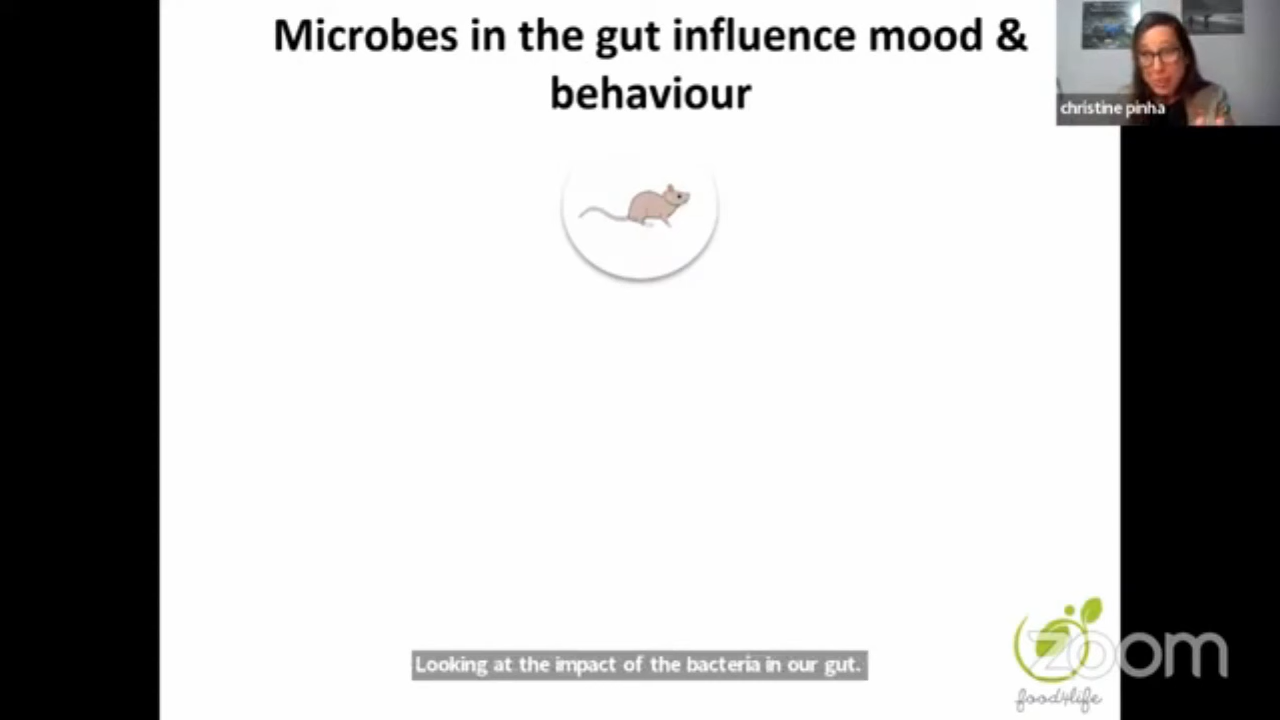 Microbes in the gut influence mood &
behaviour
christine pinha
Looking at the impact of the bacteria in our gut.
zoom
food4life